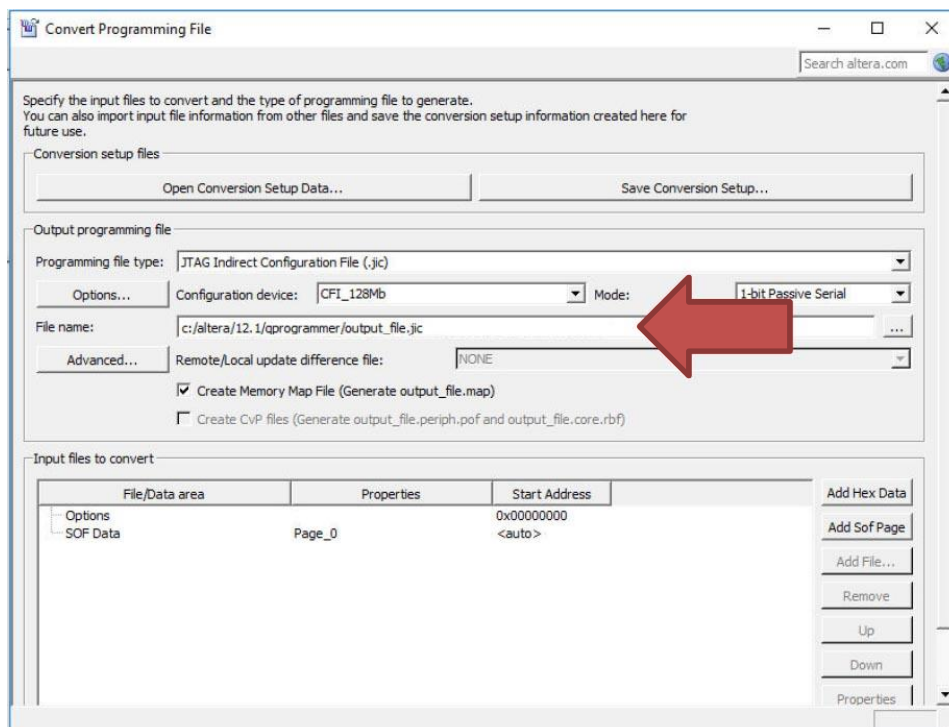 Convert Programming File
Search altera.com
Specify the input files to convert and the type of programming file to generate.
You can also import input file information from other files and save the conversion setup information created here for
future use.
Conversion setup files
Open Conversion Setup Data...
Save Conversion Setup...
Output programming file
Programming file type: JTAG Indirect Configuration File (.jic)
Options... Configuration device: CFI_128Mb Mode: 1-bit Passive Serial
File name: c:/altera/12.1/qprogrammer/output_file.jic ...
Advanced... Remote/Local update difference file: NONE
Create Memory Map File (Generate output_file.map)
Create CvP files (Generate output_file.periph.pof and output_file.core.rbf)
Input files to convert
File/Data area Properties Start Address
Options 0x00000000
SOF Data Page_0 <auto>
Add Hex Data
Add Sof Page
Add File...
Remove
Up
Down
Properties